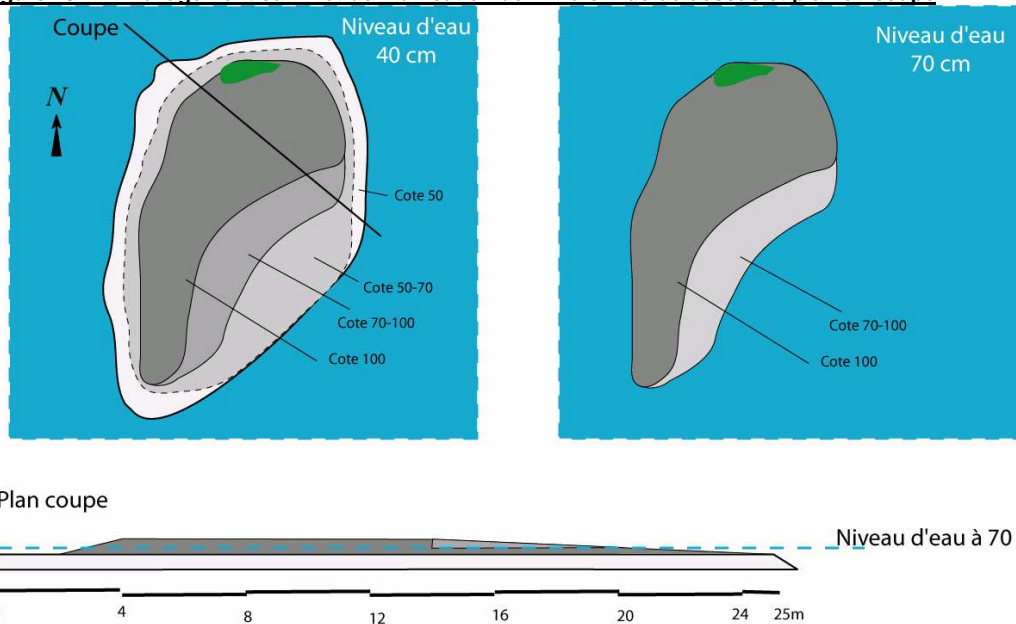 Coupe
Niveau d'eau
40 cm
N
Cote 50
Cote 50-70
Cote 70-100
Cote 100
Niveau d'eau
70 cm
Cote 70-100
Cote 100
Plan coupe
Niveau d'eau à 70
4
8
12
16
20
24
25m